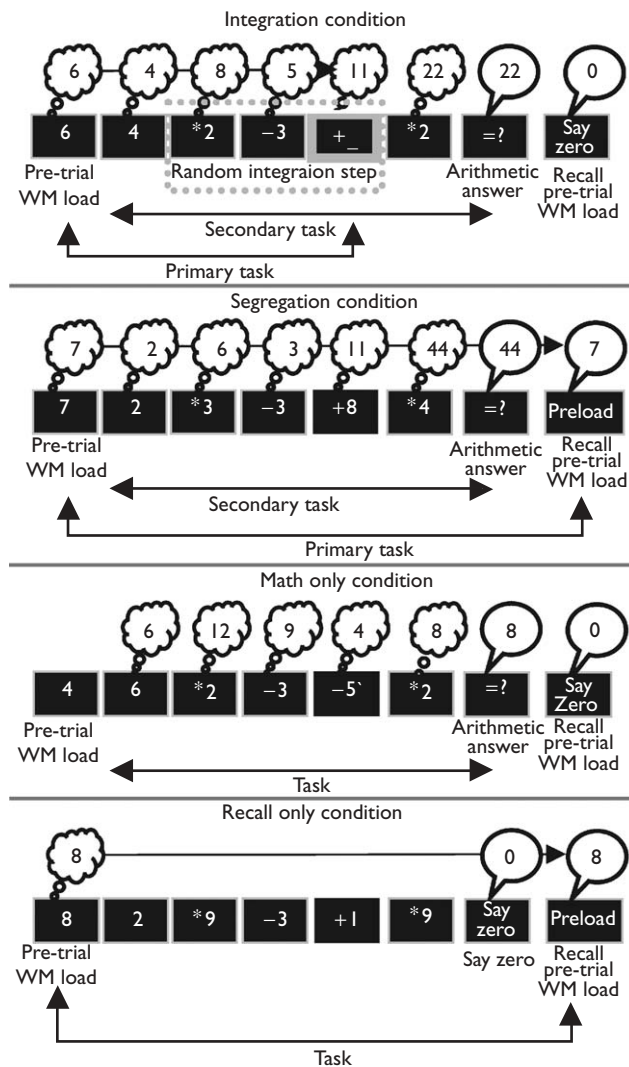 Integration condition
6 4 8 5 11 22 22 0
6 4 *2 −3 +_ *2 =? Say zero
Pre-trial WM load
Random integraion step
Arithmetic answer
Recall pre-trial WM load
Secondary task
Primary task
Segregation condition
7 2 6 3 11 44 44 7
7 2 *3 −3 +8 *4 =? Preload
Pre-trial WM load
Arithmetic answer
Recall pre-trial WM load
Secondary task
Primary task
Math only condition
6 12 9 4 8 8 0
4 6 *2 −3 −5` *2 =? Say Zero
Pre-trial WM load
Arithmetic answer
Recall pre-trial WM load
Task
Recall only condition
8 0 8
8 2 *9 −3 +1 *9 Say zero Preload
Pre-trial WM load
Say zero
Recall pre-trial WM load
Task